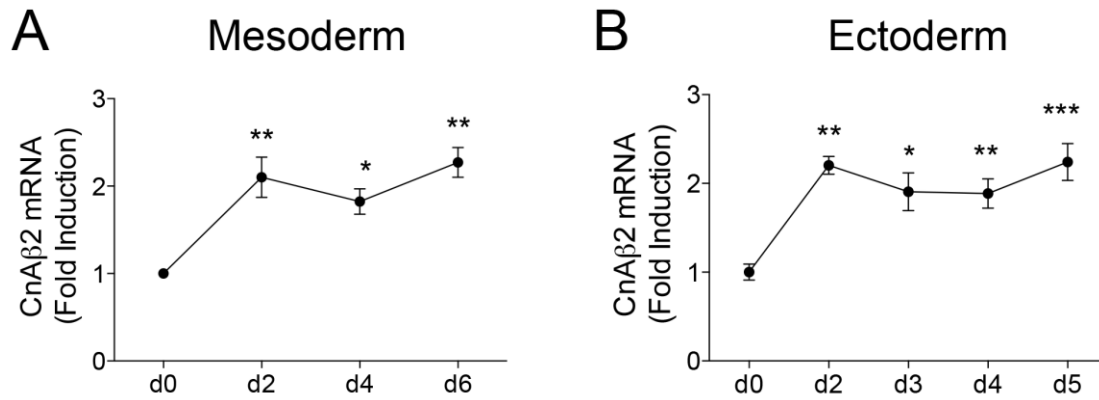 A Mesoderm
CnAβ2 mRNA
(Fold Induction)
3
2
1
0
**
*
**
d0 d2 d4 d6
B Ectoderm
CnAβ2 mRNA
(Fold Induction)
3
2
1
0
**
*
**
***
d0 d2 d3 d4 d5